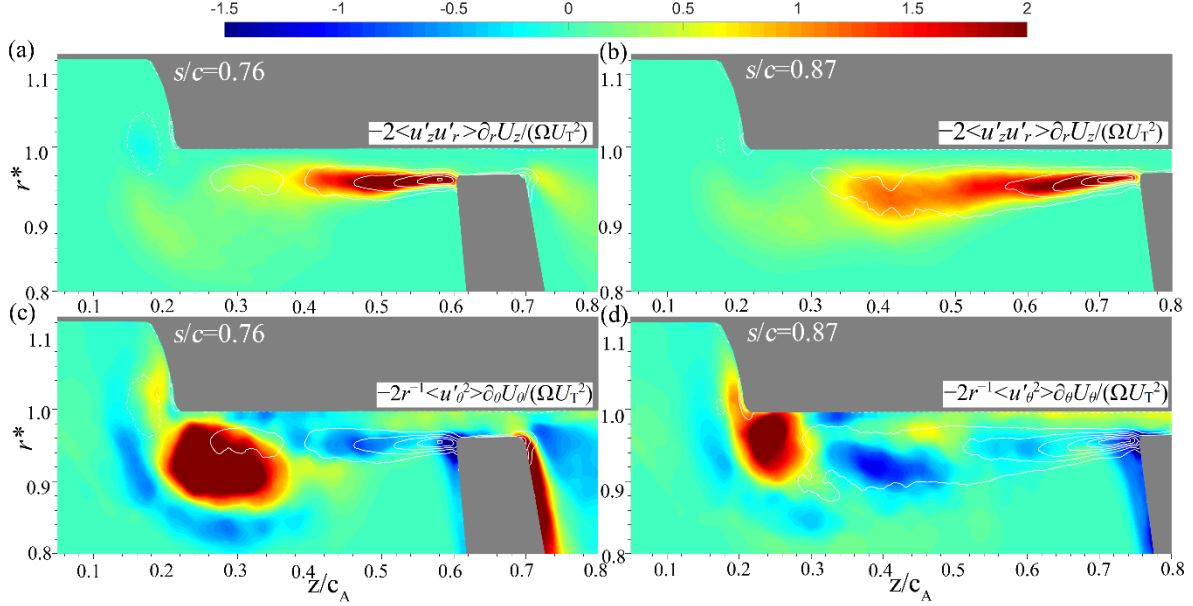 -1.5 -1 -0.5 0 0.5 1 1.5 2
(a) (b)
s/c=0.76 s/c=0.87
−2<u'zu'r>∂rUz/(ΩUT²) −2<u'zu'r>∂rUz/(ΩUT²)
r*
1.1 1.0 0.9 0.8
1.1 1.0 0.9 0.8
0.1 0.2 0.3 0.4 0.5 0.6 0.7 0.8
0.1 0.2 0.3 0.4 0.5 0.6 0.7 0.8
(c) (d)
s/c=0.76 s/c=0.87
−2r⁻¹<u'θ²>∂θUθ/(ΩUT²) −2r⁻¹<u'θ²>∂θUθ/(ΩUT²)
r*
1.1 1.0 0.9 0.8
1.1 1.0 0.9 0.8
0.1 0.2 0.3 0.4 0.5 0.6 0.7 0.8
0.1 0.2 0.3 0.4 0.5 0.6 0.7 0.8
z/cA z/cA